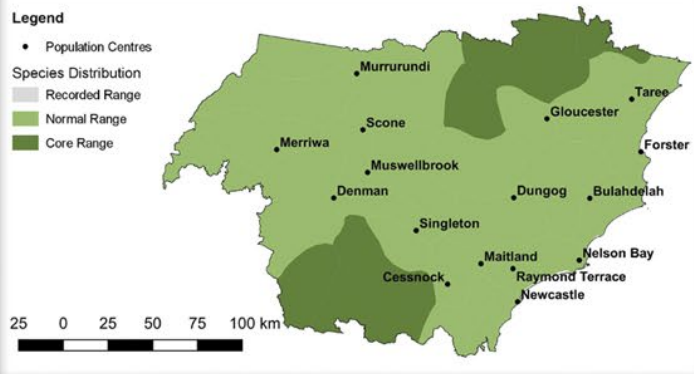 Legend
Population Centres
Species Distribution
Recorded Range
Normal Range
Core Range
Murrurundi
Taree
Gloucester
Scone
Merriwa
Forster
Muswellbrook
Denman
Dungog
Bulahdelah
Singleton
Nelson Bay
Maitland
Cessnock
Raymond Terrace
Newcastle
25 0 25 50 75 100 km